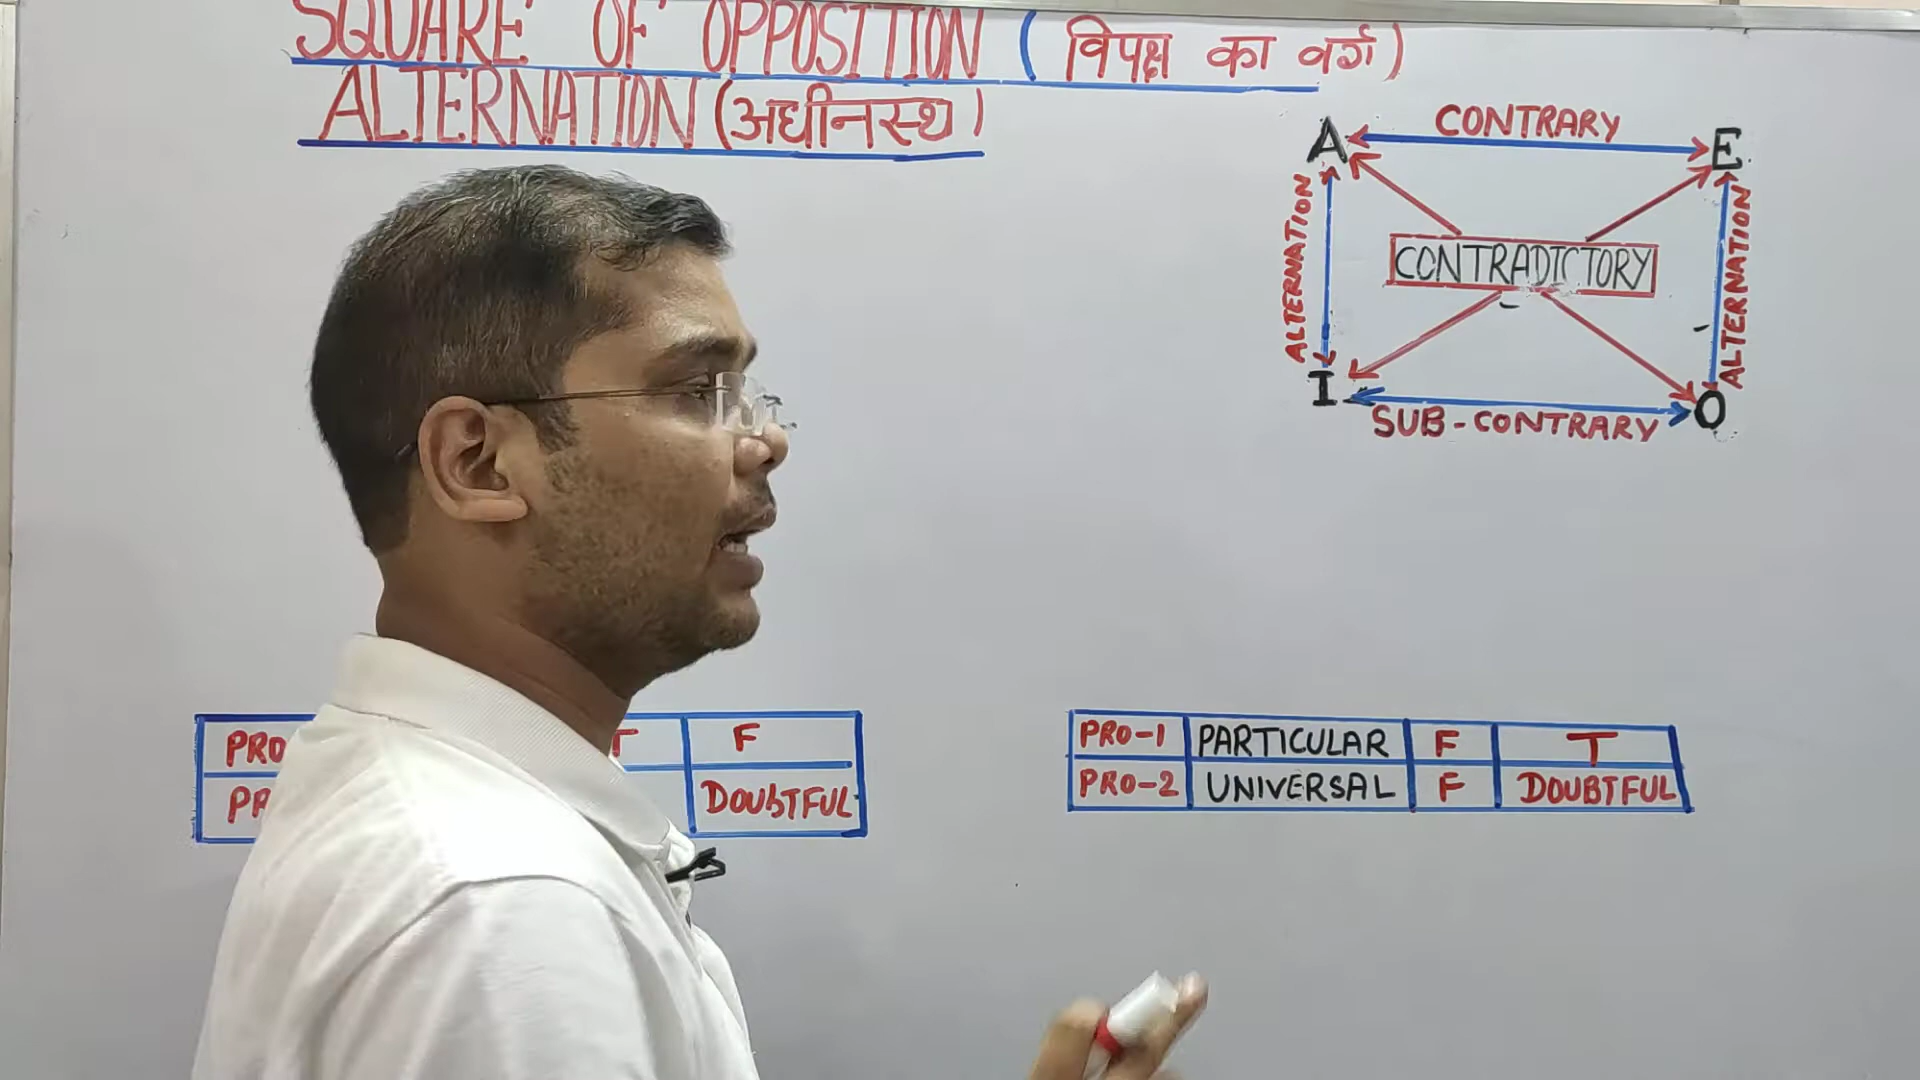 SQUARE OF OPPOSITION ( विपक्ष का वर्ग )
ALTERNATION (अधीनस्थ )
CONTRARY
A E
ALTERNATION
CONTRADICTORY
ALTERNATION
I O
SUB-CONTRARY
T F
DOUBTFUL
PRO-1 PARTICULAR F T
PRO-2 UNIVERSAL F DOUBTFUL